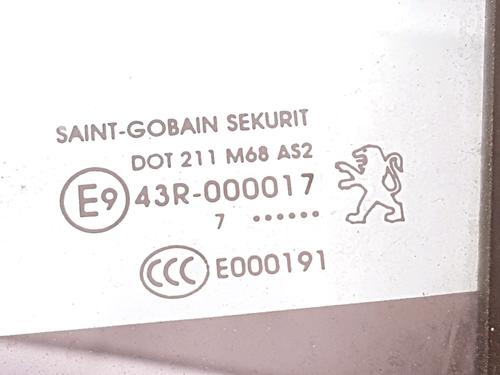 SAINT-GOBAIN SEKURIT
DOT 211 M68 AS2
E9 43R-000017
7 ......
CCC E000191